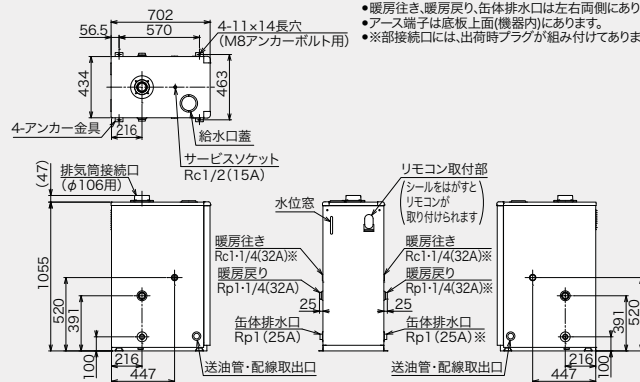 ●暖房往き、暖房戻り、缶体排水口は左右両側にあり
●アース端子は底板上面(機器内)にあります。
●※部接続口には、出荷時プラグが組み付けてありま
702
56.5
570
4-11×14長穴
(M8アンカーボルト用)
434
463
4-アンカー金具
216
給水口蓋
サービスソケット
Rc1/2(15A)
(47)
排気筒接続口
(φ106用)
1055
520
391
100
216
447
送油管・配線取出口
水位窓
リモコン取付部
(シールをはがすと
リモコンが
取り付けられます)
暖房往き
Rc1・1/4(32A)※
暖房戻り
Rp1・1/4(32A)
25
缶体排水口
Rp1(25A)
暖房往き
Rc1・1/4(32A)※
暖房戻り
Rp1・1/4(32A)※
25
缶体排水口
Rp1(25A)※
送油管・配線取出口
520
391
100
216
447